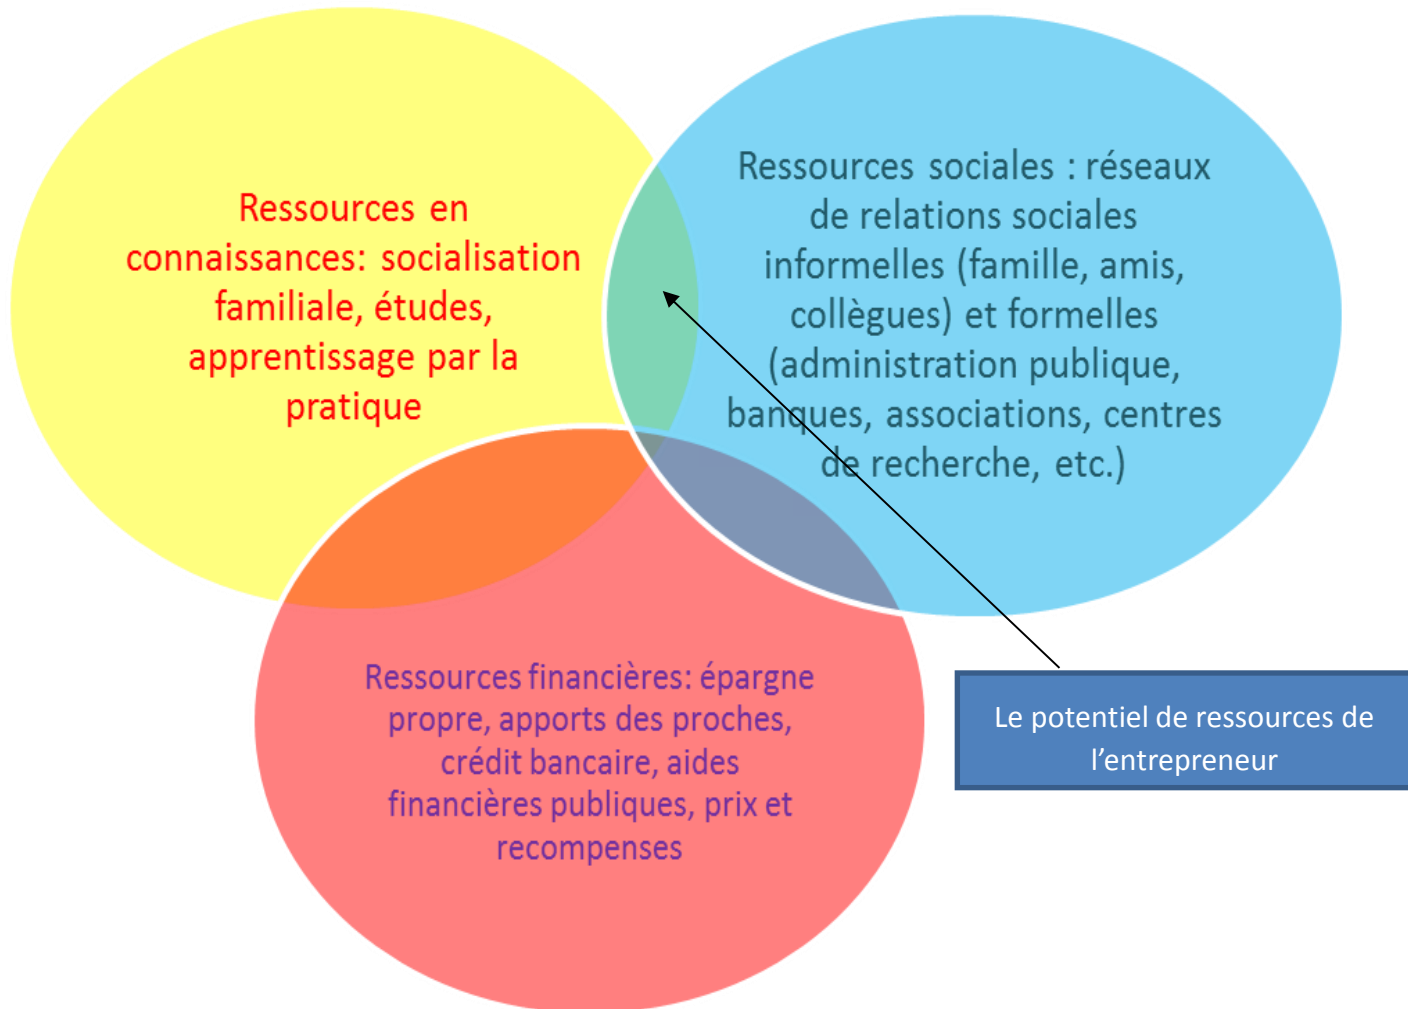 Ressources en
connaissances: socialisation
familiale, études,
apprentissage par la
pratique
Ressources sociales : réseaux
de relations sociales
informelles (famille, amis,
collègues) et formelles
(administration publique,
banques, associations, centres
de recherche, etc.)
Ressources financières: épargne
propre, apports des proches,
crédit bancaire, aides
financières publiques, prix et
recompenses
Le potentiel de ressources de
l’entrepreneur